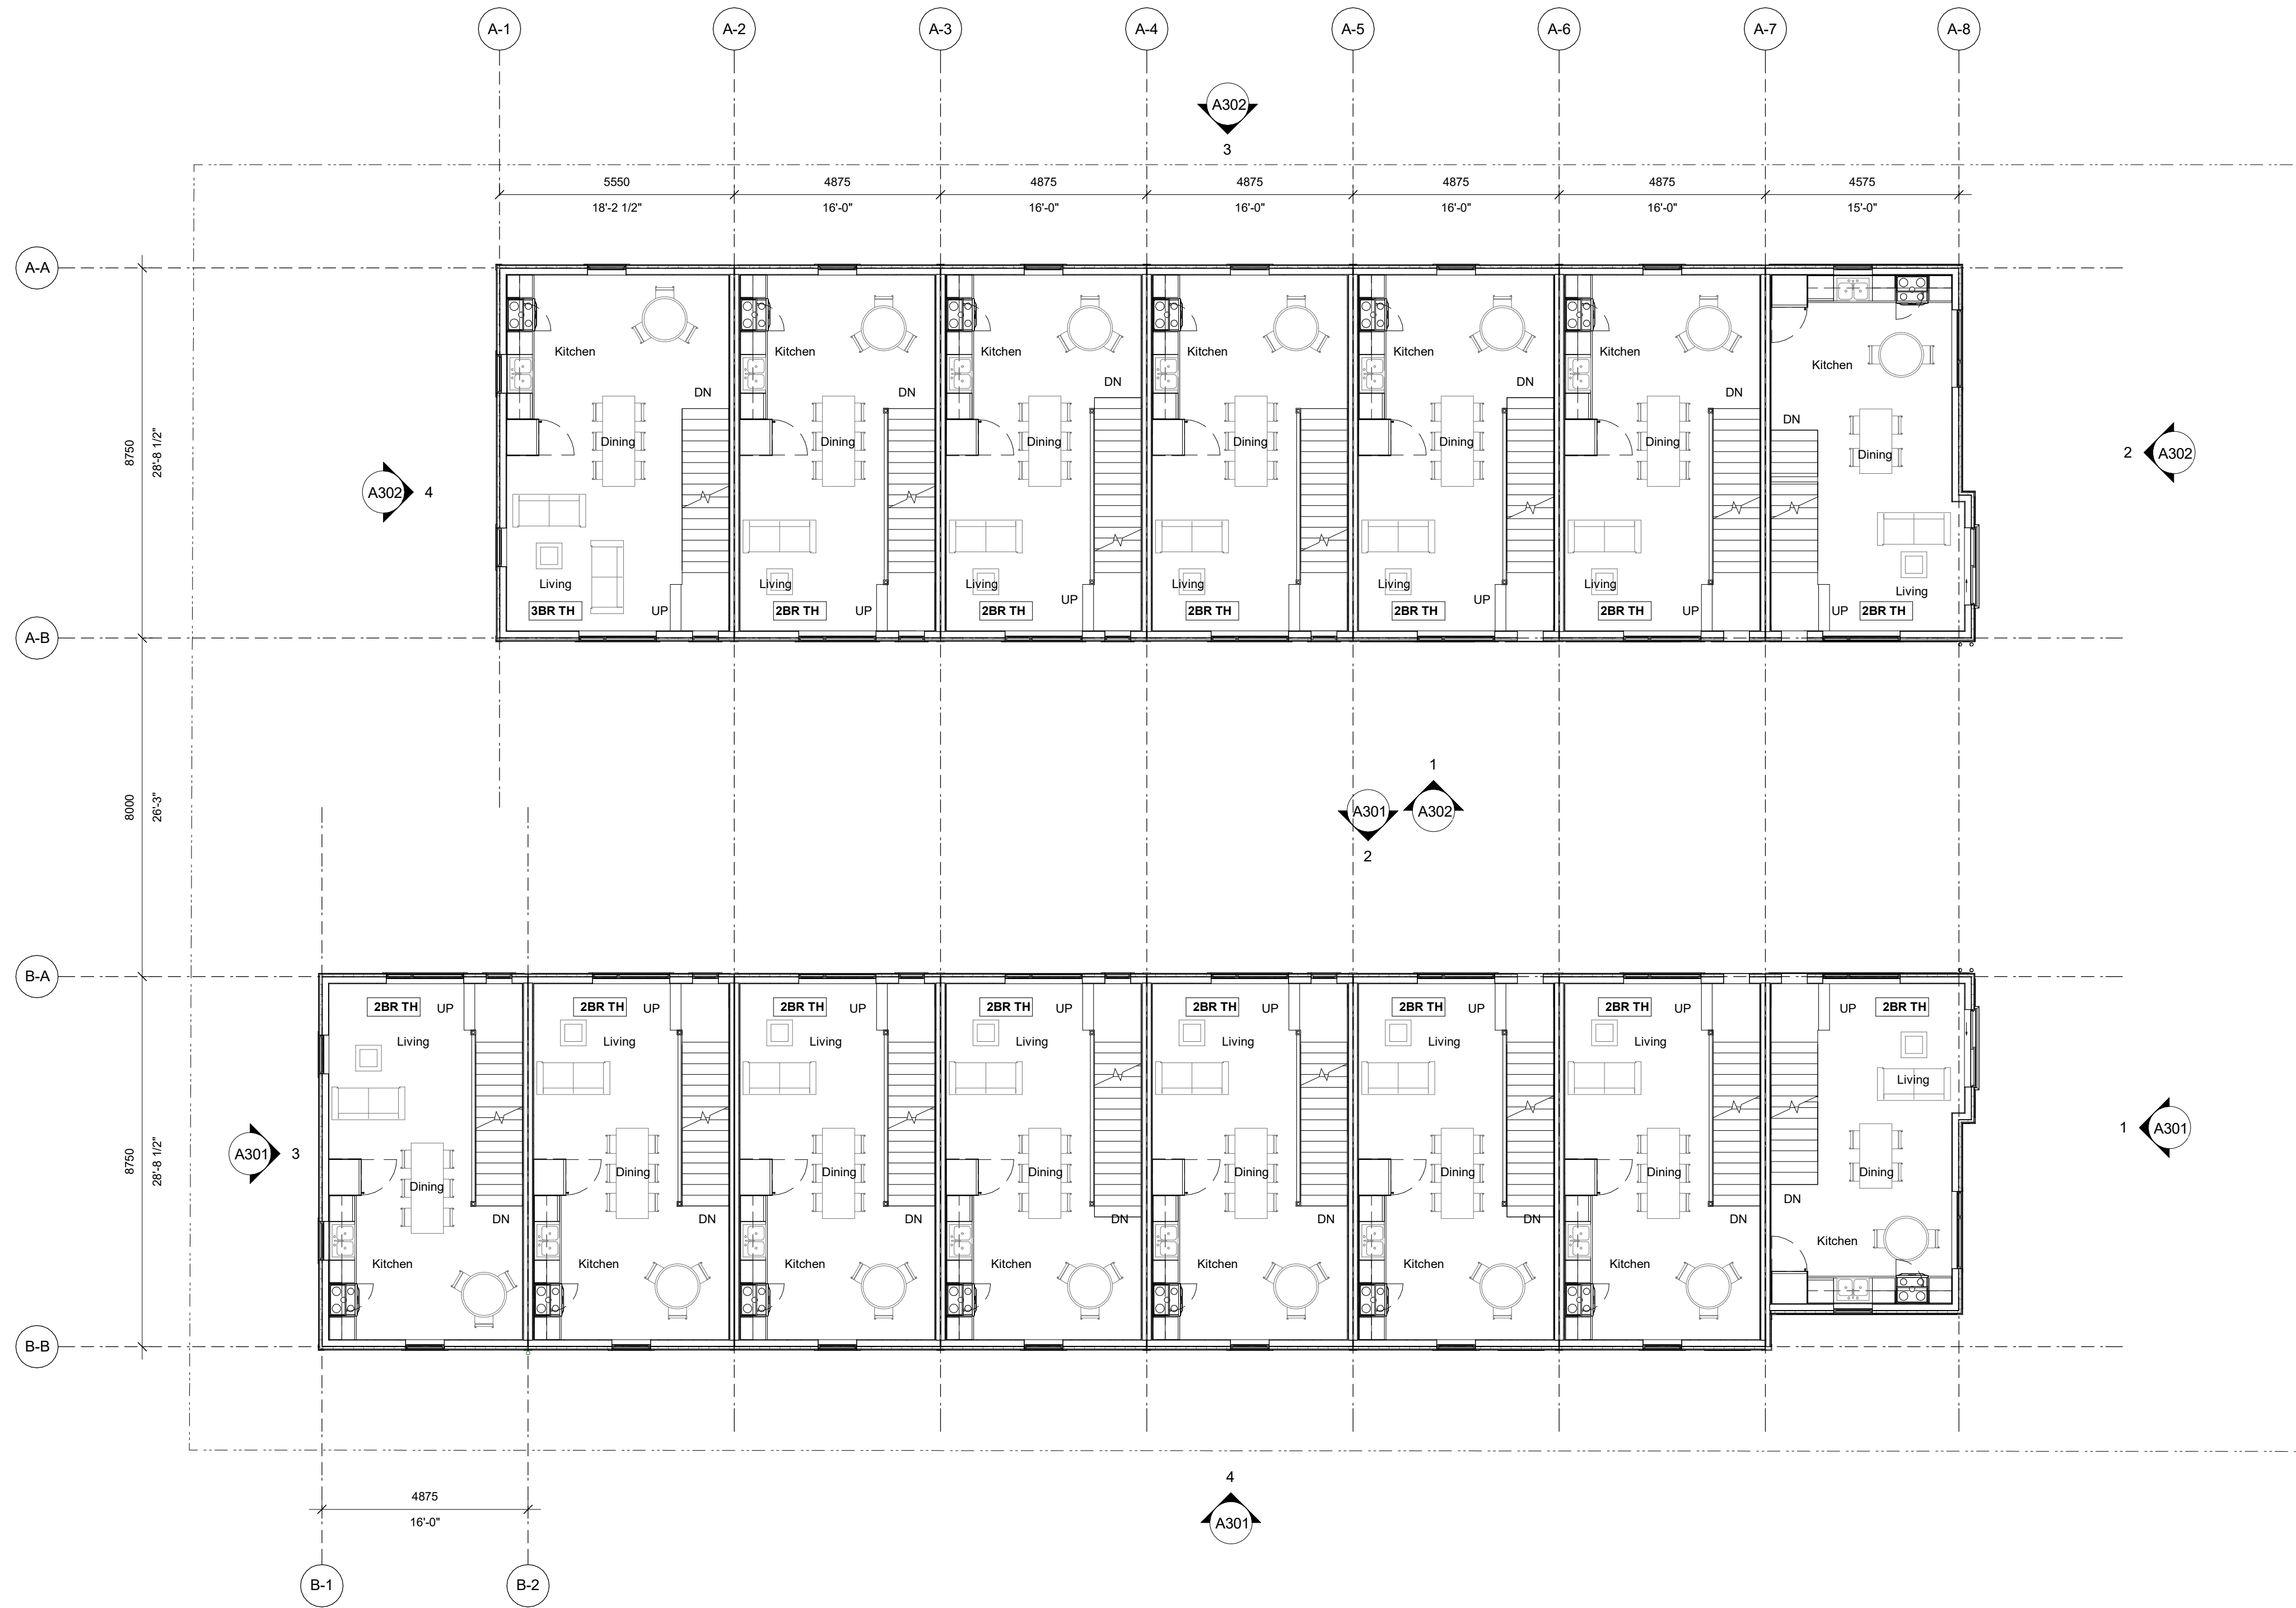 A-1 A-2 A-3 A-4 A-5 A-6 A-7 A-8
A302
3
5550 4875 4875 4875 4875 4875 4575
18'-2 1/2" 16'-0" 16'-0" 16'-0" 16'-0" 16'-0" 15'-0"
A-A
Kitchen Kitchen Kitchen Kitchen Kitchen Kitchen Kitchen
DN DN DN DN DN DN
Dining Dining Dining Dining Dining Dining Dining
8750
28'-8 1/2"
2 A302
A302 4
Living Living Living Living Living Living Living
3BR TH UP 2BR TH UP 2BR TH UP 2BR TH 2BR TH UP 2BR TH UP UP 2BR TH
A-B
1
8000
26'-3"
A301 A302
2
B-A
2BR TH UP 2BR TH UP 2BR TH UP 2BR TH UP 2BR TH UP 2BR TH UP 2BR TH UP UP 2BR TH
Living Living Living Living Living Living Living Living
1 A301
A301 3
8750
28'-8 1/2"
Dining Dining Dining Dining Dining Dining Dining Dining
DN DN DN DN DN DN DN DN
Kitchen Kitchen Kitchen Kitchen Kitchen Kitchen Kitchen Kitchen
B-B
4
A301
4875
16'-0"
B-1 B-2